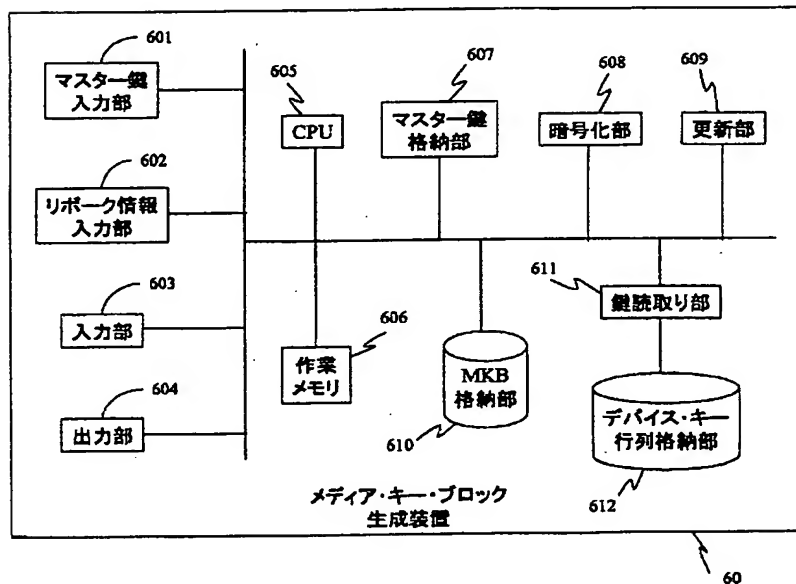 601
マスター鍵
入力部
602
リボーク情報
入力部
603
入力部
604
出力部
605
CPU
606
作業
メモリ
607
マスター鍵
格納部
608
暗号化部
609
更新部
MKB
格納部
610
611
鍵読取り部
デバイス・キー
行列格納部
612
メディア・キー・ブロック
生成装置
60